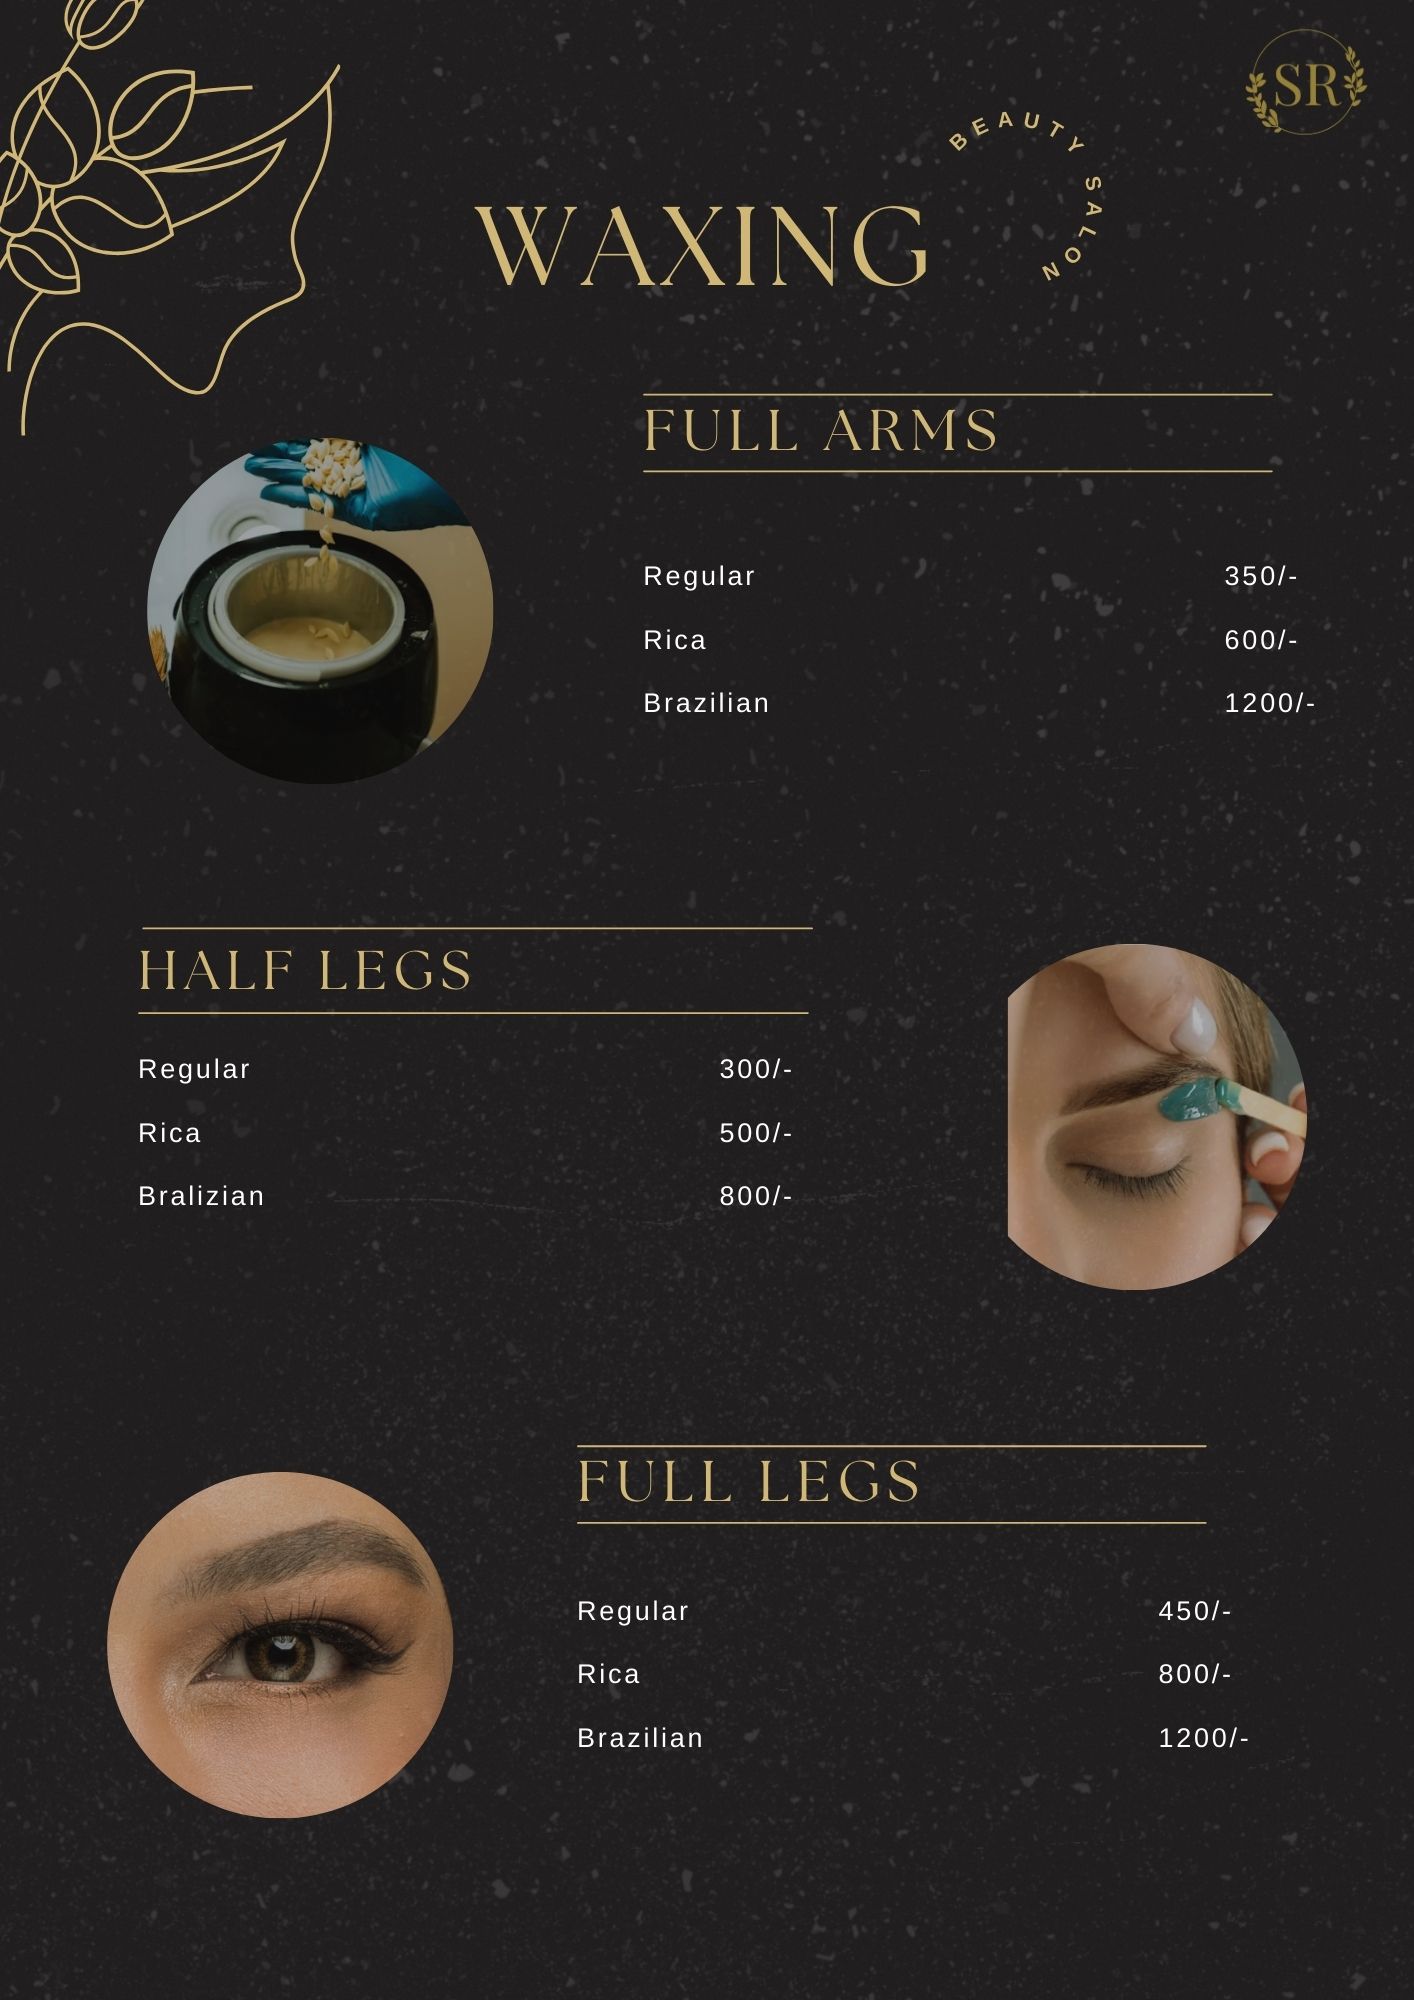 SR
BEAUTY SALON
WAXING
FULL ARMS
Regular 350/-
Rica 600/-
Brazilian 1200/-
HALF LEGS
Regular 300/-
Rica 500/-
Bralizian 800/-
FULL LEGS
Regular 450/-
Rica 800/-
Brazilian 1200/-